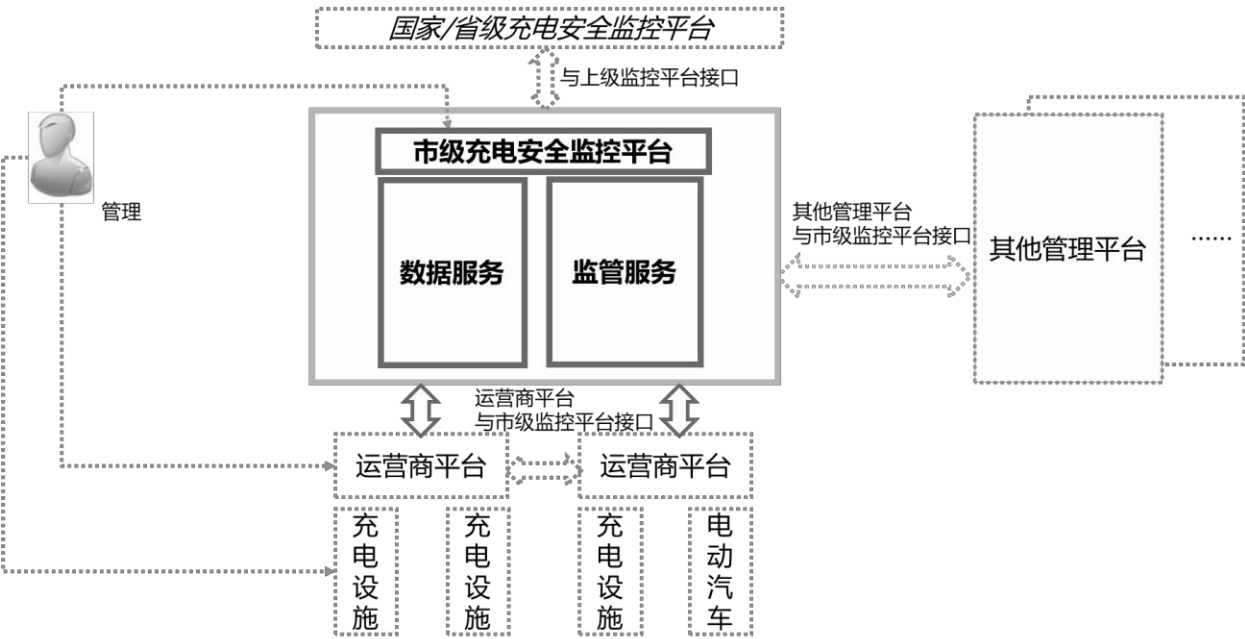 国家/省级充电安全监控平台
与上级监控平台接口
市级充电安全监控平台
管理
数据服务
监管服务
其他管理平台
与市级监控平台接口
其他管理平台
……
运营商平台
与市级监控平台接口
运营商平台
运营商平台
充电设施
充电设施
充电设施
电动汽车